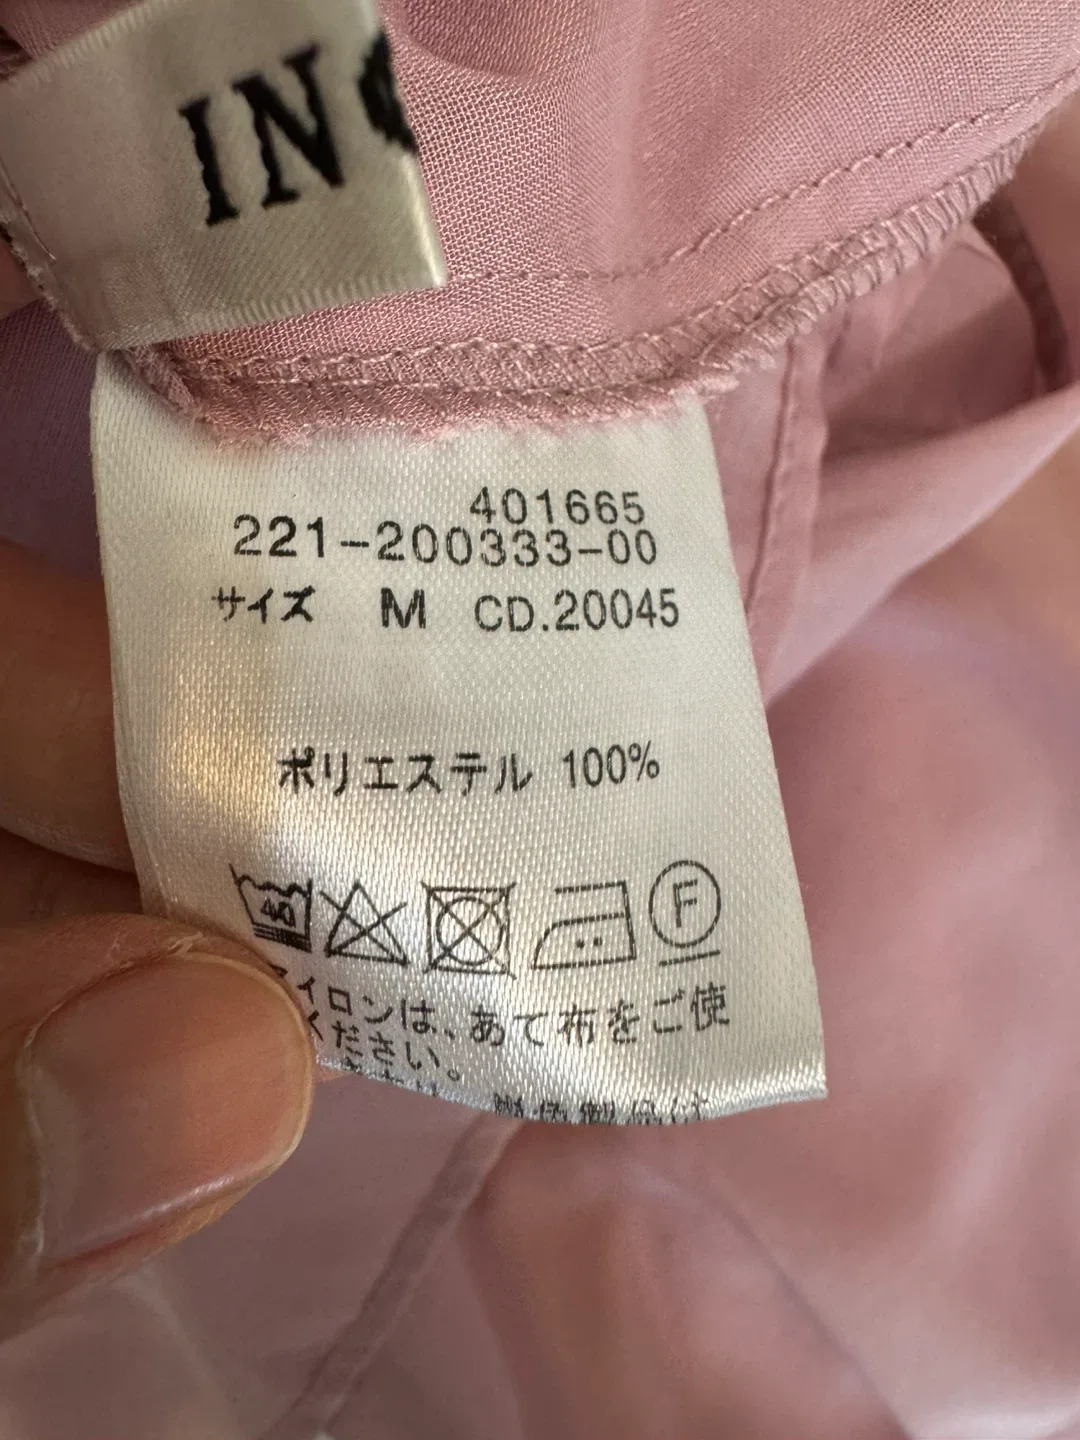 IN
401665
221-200333-00
サイズ M CD.20045
ポリエステル 100%
F
アイロンは、あて布をご使
ください。